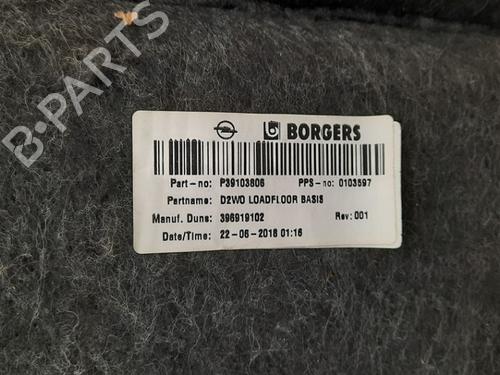 BORGERS
Part-no: P39103806 PPS-no: 0103597
Partname: D2W0 LOADFLOOR BASIS
Manuf. Duns: 396919102 Rev: 001
Date/Time: 22-06-2018 01:16
B-PARTS